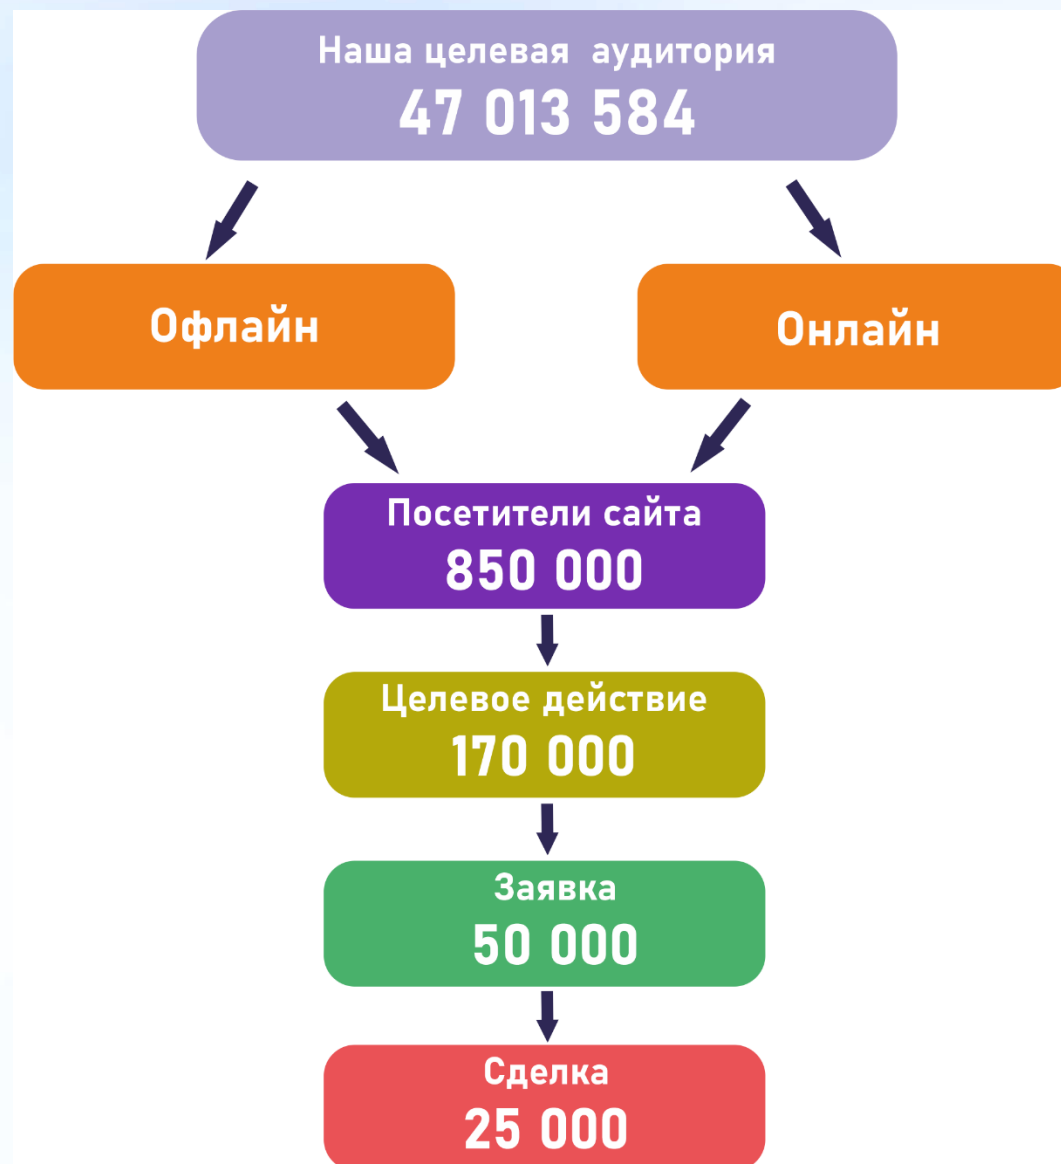 Наша целевая аудитория
47 013 584
Офлайн
Онлайн
Посетители сайта
850 000
Целевое действие
170 000
Заявка
50 000
Сделка
25 000